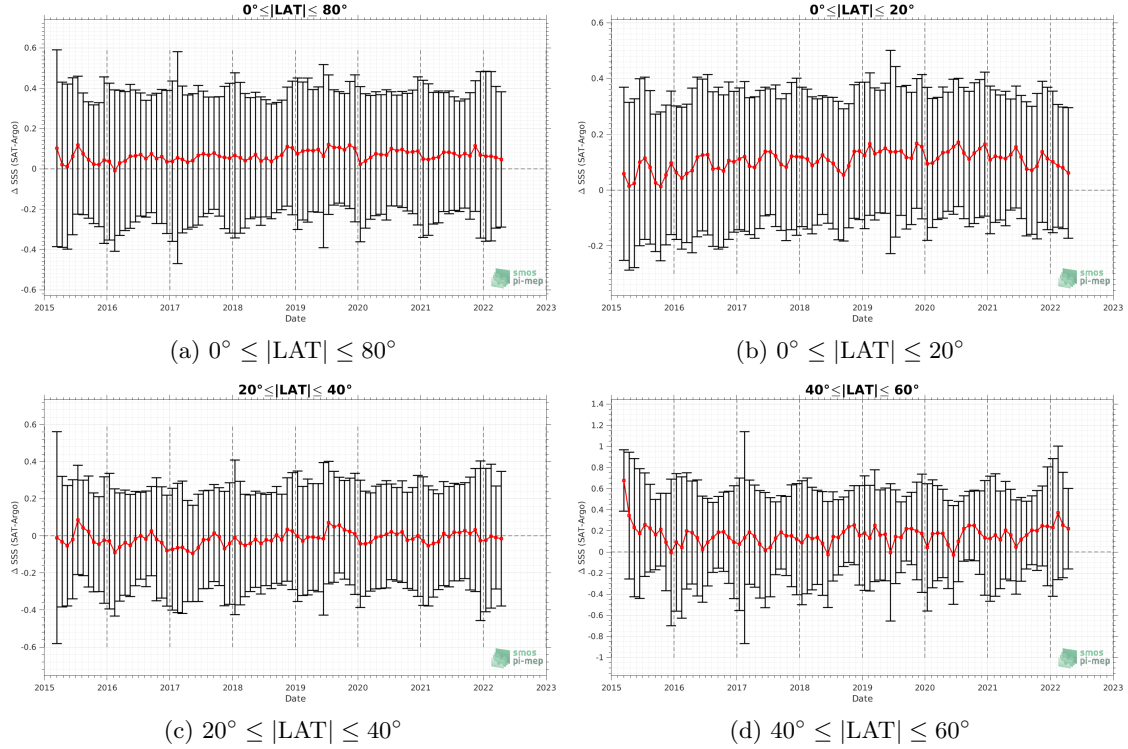 0°≤|LAT|≤ 80°
Δ SSS (SAT-Argo)
0.6
0.4
0.2
0
-0.2
-0.4
-0.6
2015 2016 2017 2018 2019 2020 2021 2022 2023
Date
smos
pi-mep
(a) 0° ≤ |LAT| ≤ 80°
0°≤|LAT|≤ 20°
Δ SSS (SAT-Argo)
0.6
0.4
0.2
0
-0.2
2015 2016 2017 2018 2019 2020 2021 2022 2023
Date
smos
pi-mep
(b) 0° ≤ |LAT| ≤ 20°
20°≤|LAT|≤ 40°
Δ SSS (SAT-Argo)
0.6
0.4
0.2
0
-0.2
-0.4
-0.6
2015 2016 2017 2018 2019 2020 2021 2022 2023
Date
smos
pi-mep
(c) 20° ≤ |LAT| ≤ 40°
40°≤|LAT|≤ 60°
Δ SSS (SAT-Argo)
1.4
1.2
1
0.8
0.6
0.4
0.2
0
-0.2
-0.4
-0.6
-0.8
-1
2015 2016 2017 2018 2019 2020 2021 2022 2023
Date
smos
pi-mep
(d) 40° ≤ |LAT| ≤ 60°